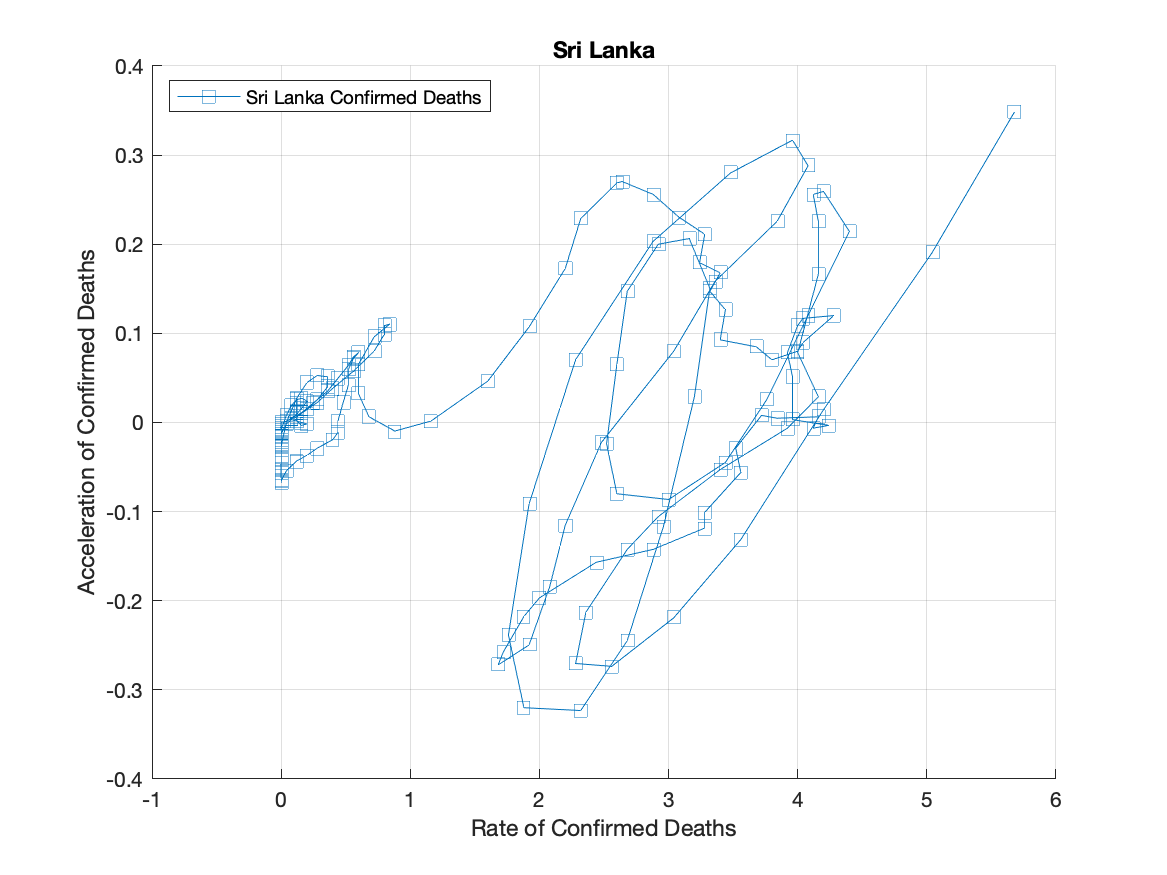 Sri Lanka
0.4
Sri Lanka Confirmed Deaths
0.3
0.2
0.1
0
-0.1
-0.2
-0.3
-0.4
Acceleration of Confirmed Deaths
-1 0 1 2 3 4 5 6
Rate of Confirmed Deaths